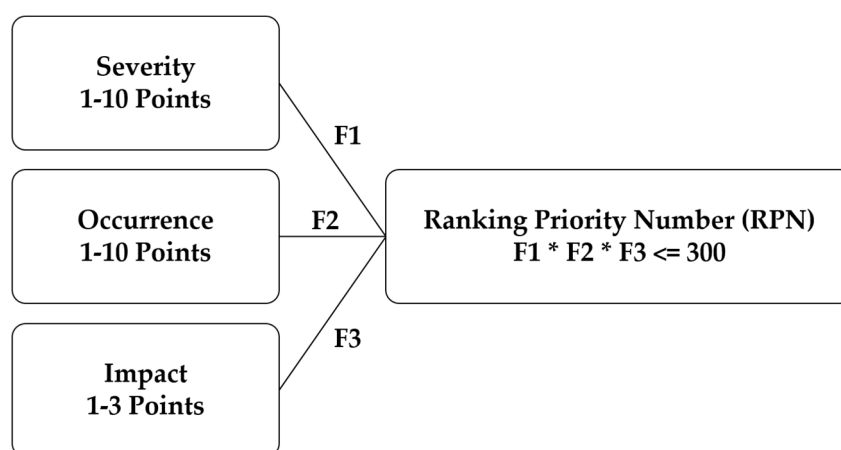 Severity
1-10 Points
F1
Occurrence
1-10 Points
F2
Ranking Priority Number (RPN)
F1 * F2 * F3 <= 300
F3
Impact
1-3 Points